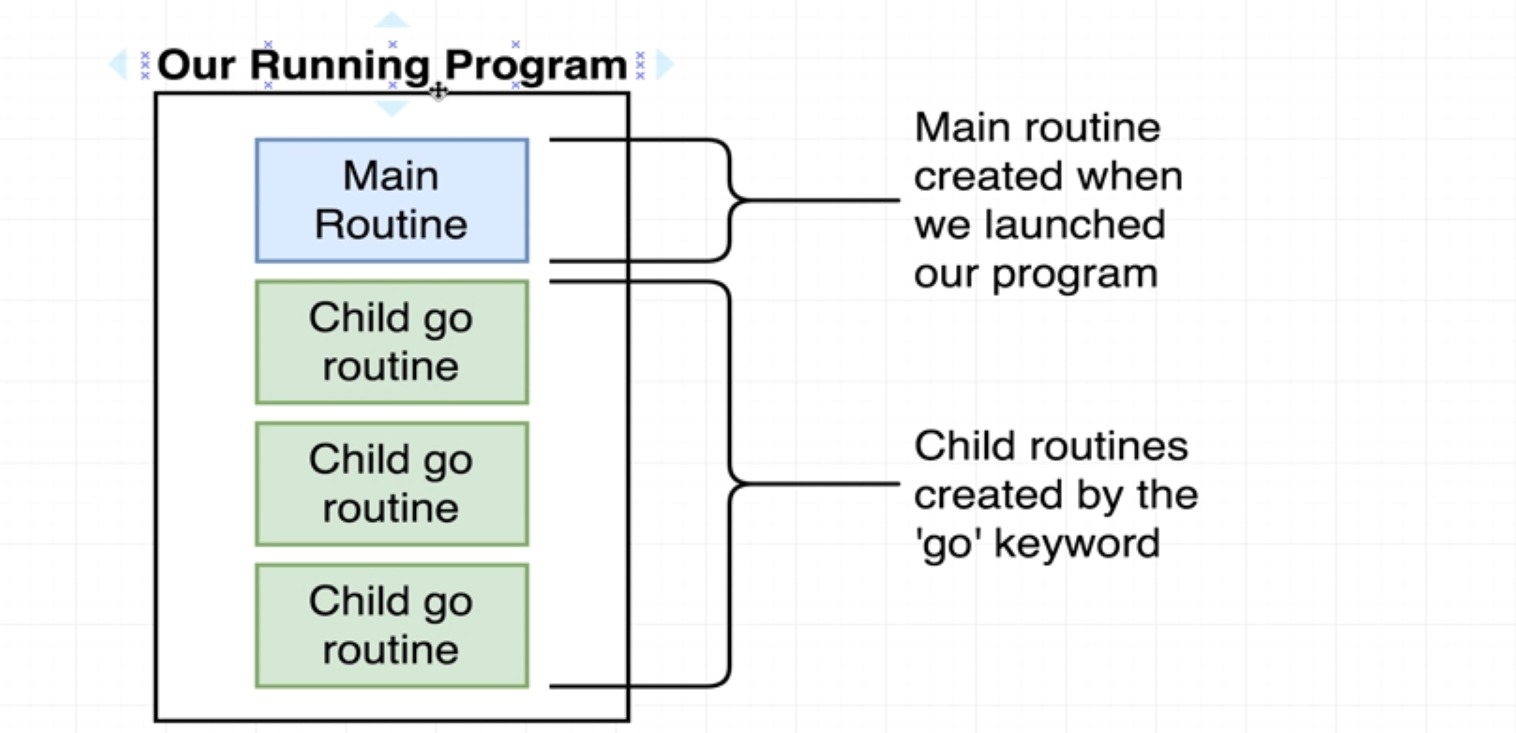 Our Running Program
Main
Routine
Main routine
created when
we launched
our program
Child go
routine
Child go
routine
Child go
routine
Child routines
created by the
'go' keyword